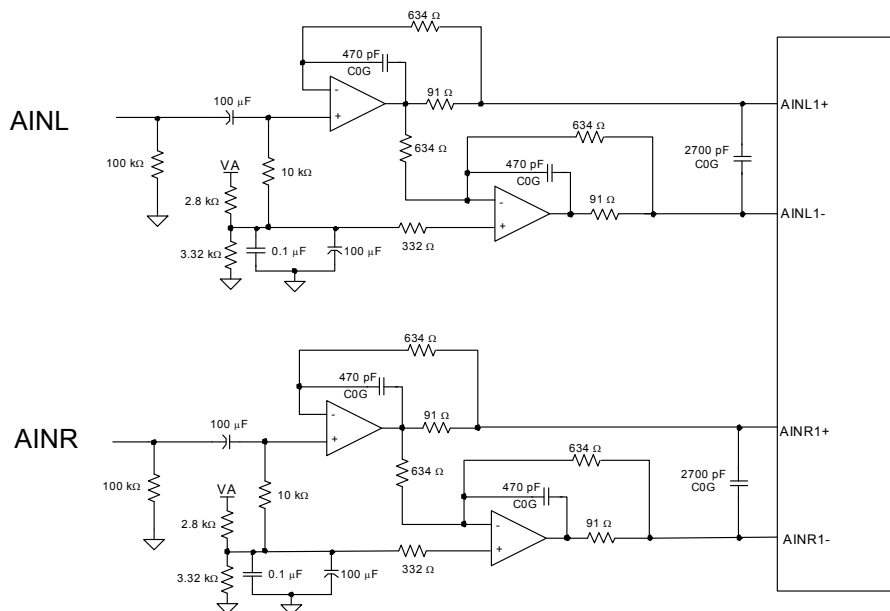 634 Ω
470 pF
C0G
91 Ω
100 µF
AINL
AINL1+
634 Ω
634 Ω
470 pF
C0G
2700 pF
C0G
100 kΩ
VA
10 kΩ
2.8 kΩ
91 Ω
AINL1-
3.32 kΩ
0.1 µF
100 µF
332 Ω
634 Ω
470 pF
C0G
91 Ω
100 µF
AINR
AINR1+
634 Ω
634 Ω
470 pF
C0G
2700 pF
C0G
100 kΩ
VA
10 kΩ
2.8 kΩ
91 Ω
AINR1-
3.32 kΩ
0.1 µF
100 µF
332 Ω